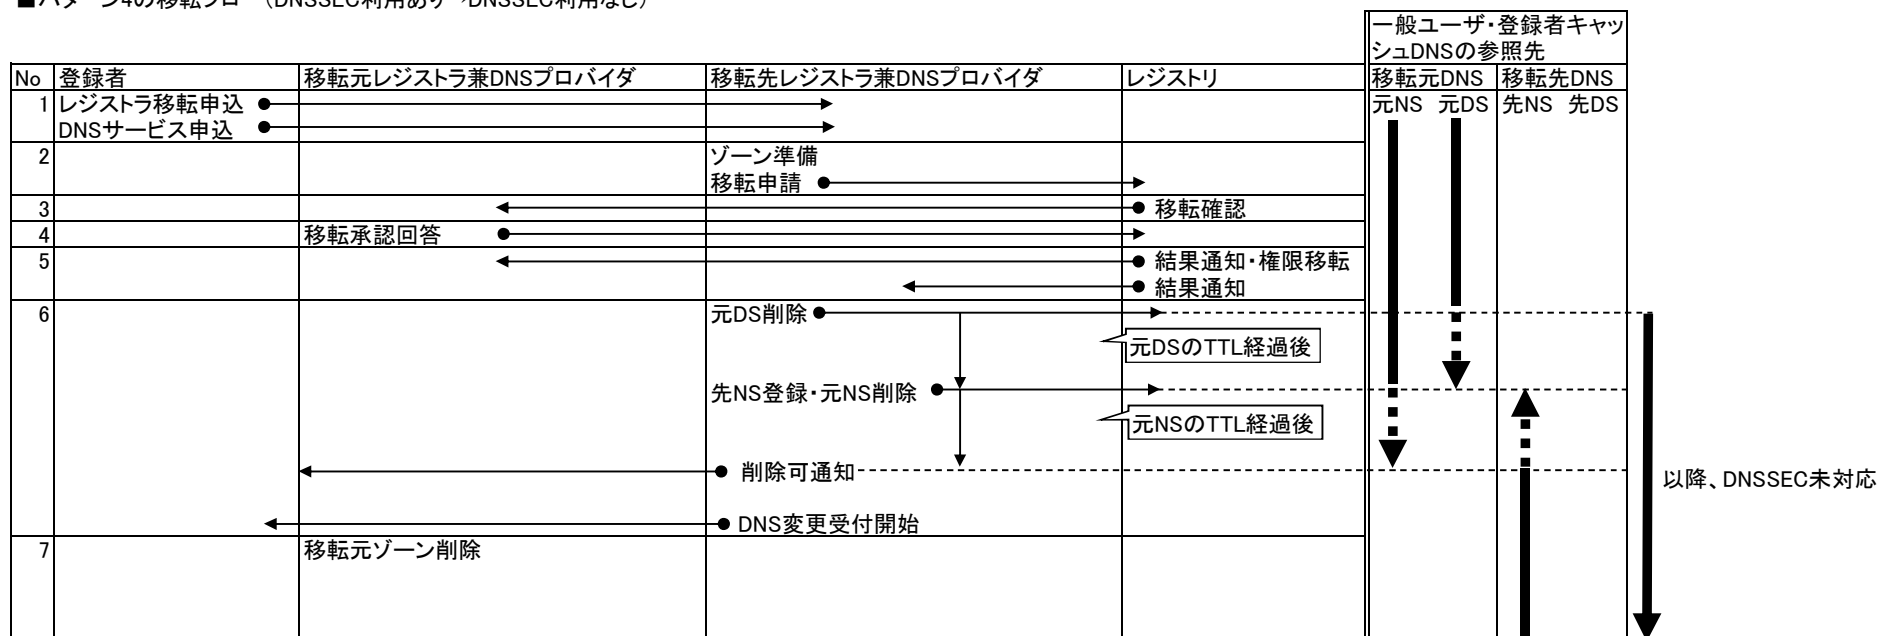 ■パターン4の移転フロー(DNSSEC利用あり→DNSSEC利用なし)
一般ユーザ・登録者キャッ
シュDNSの参照先
No 登録者 移転元レジストラ兼DNSプロバイダ 移転先レジストラ兼DNSプロバイダ レジストリ 移転元DNS 移転先DNS
1 レジストラ移転申込 元NS 元DS 先NS 先DS
DNSサービス申込
2 ゾーン準備
移転申請
3 移転確認
4 移転承認回答
5 結果通知・権限移転
結果通知
6 元DS削除
元DSのTTL経過後
先NS登録・元NS削除
元NSのTTL経過後
削除可通知
以降、DNSSEC未対応
DNS変更受付開始
7 移転元ゾーン削除